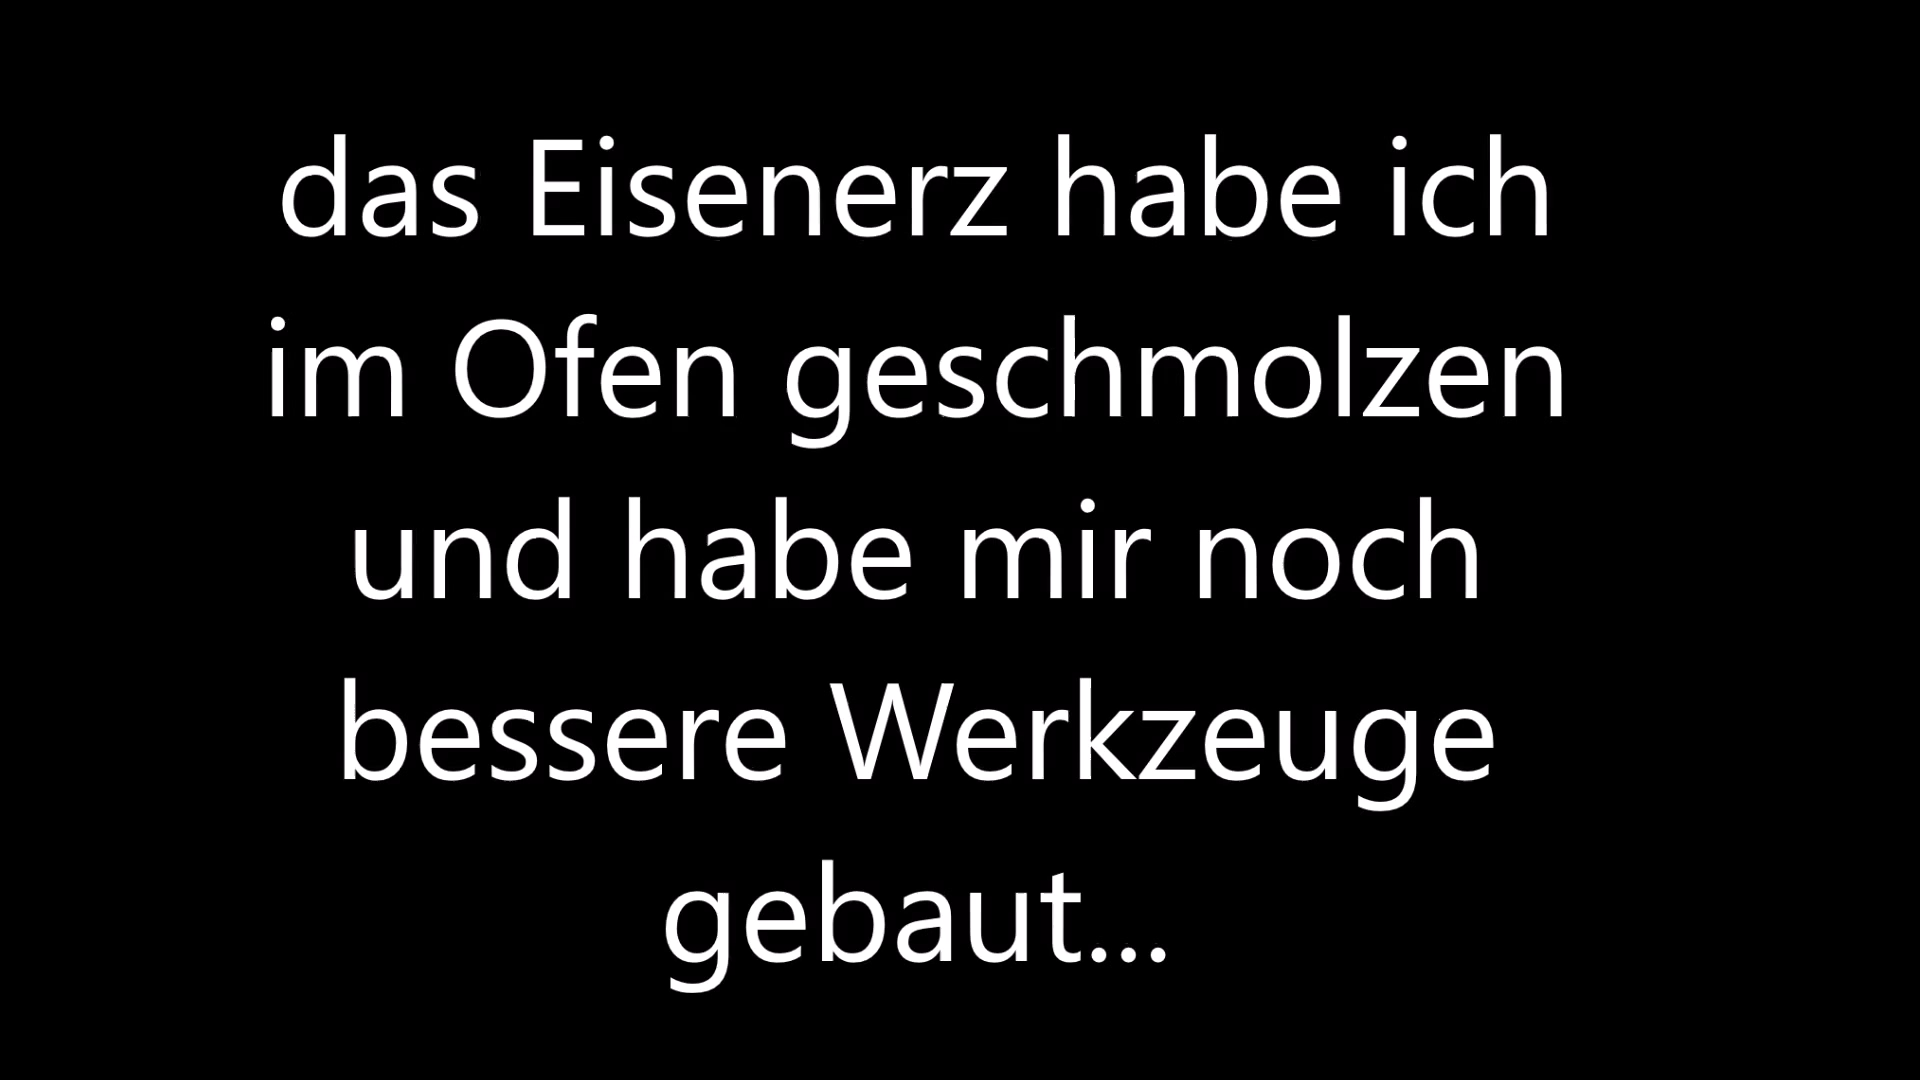 das Eisenerz habe ich
im Ofen geschmolzen
und habe mir noch
bessere Werkzeuge
gebaut...